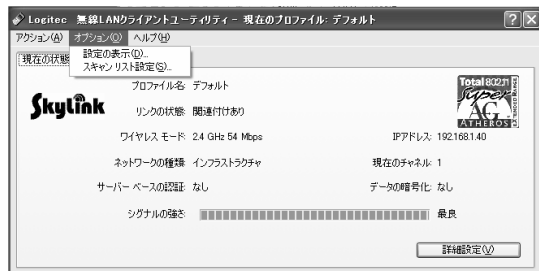 Logitec 無線LANクライアントユーティリティ - 現在のプロファイル: デフォルト
アクション(A) オプション(O) ヘルプ(H)
設定の表示(D)...
スキャン リスト設定(S)...
現在の状態
プロファイル名: デフォルト
Skylink
リンクの状態: 関連付けあり
Total 802.11
SUPER
AG
ATHEROS
ワイヤレス モード: 2.4 GHz 54 Mbps
IPアドレス: 192.168.1.40
ネットワークの種類: インフラストラクチャ
現在のチャネル: 1
サーバー ベースの認証: なし
データの暗号化: なし
シグナルの強さ: 最良
詳細設定(V)